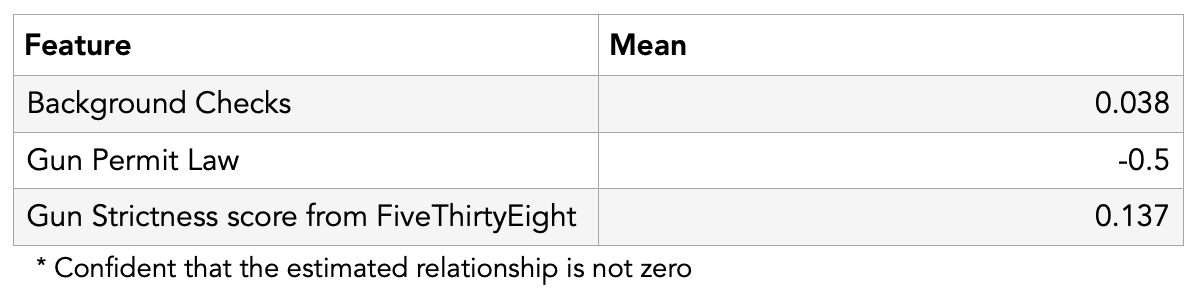 Feature Mean
Background Checks 0.038
Gun Permit Law -0.5
Gun Strictness score from FiveThirtyEight 0.137
* Confident that the estimated relationship is not zero